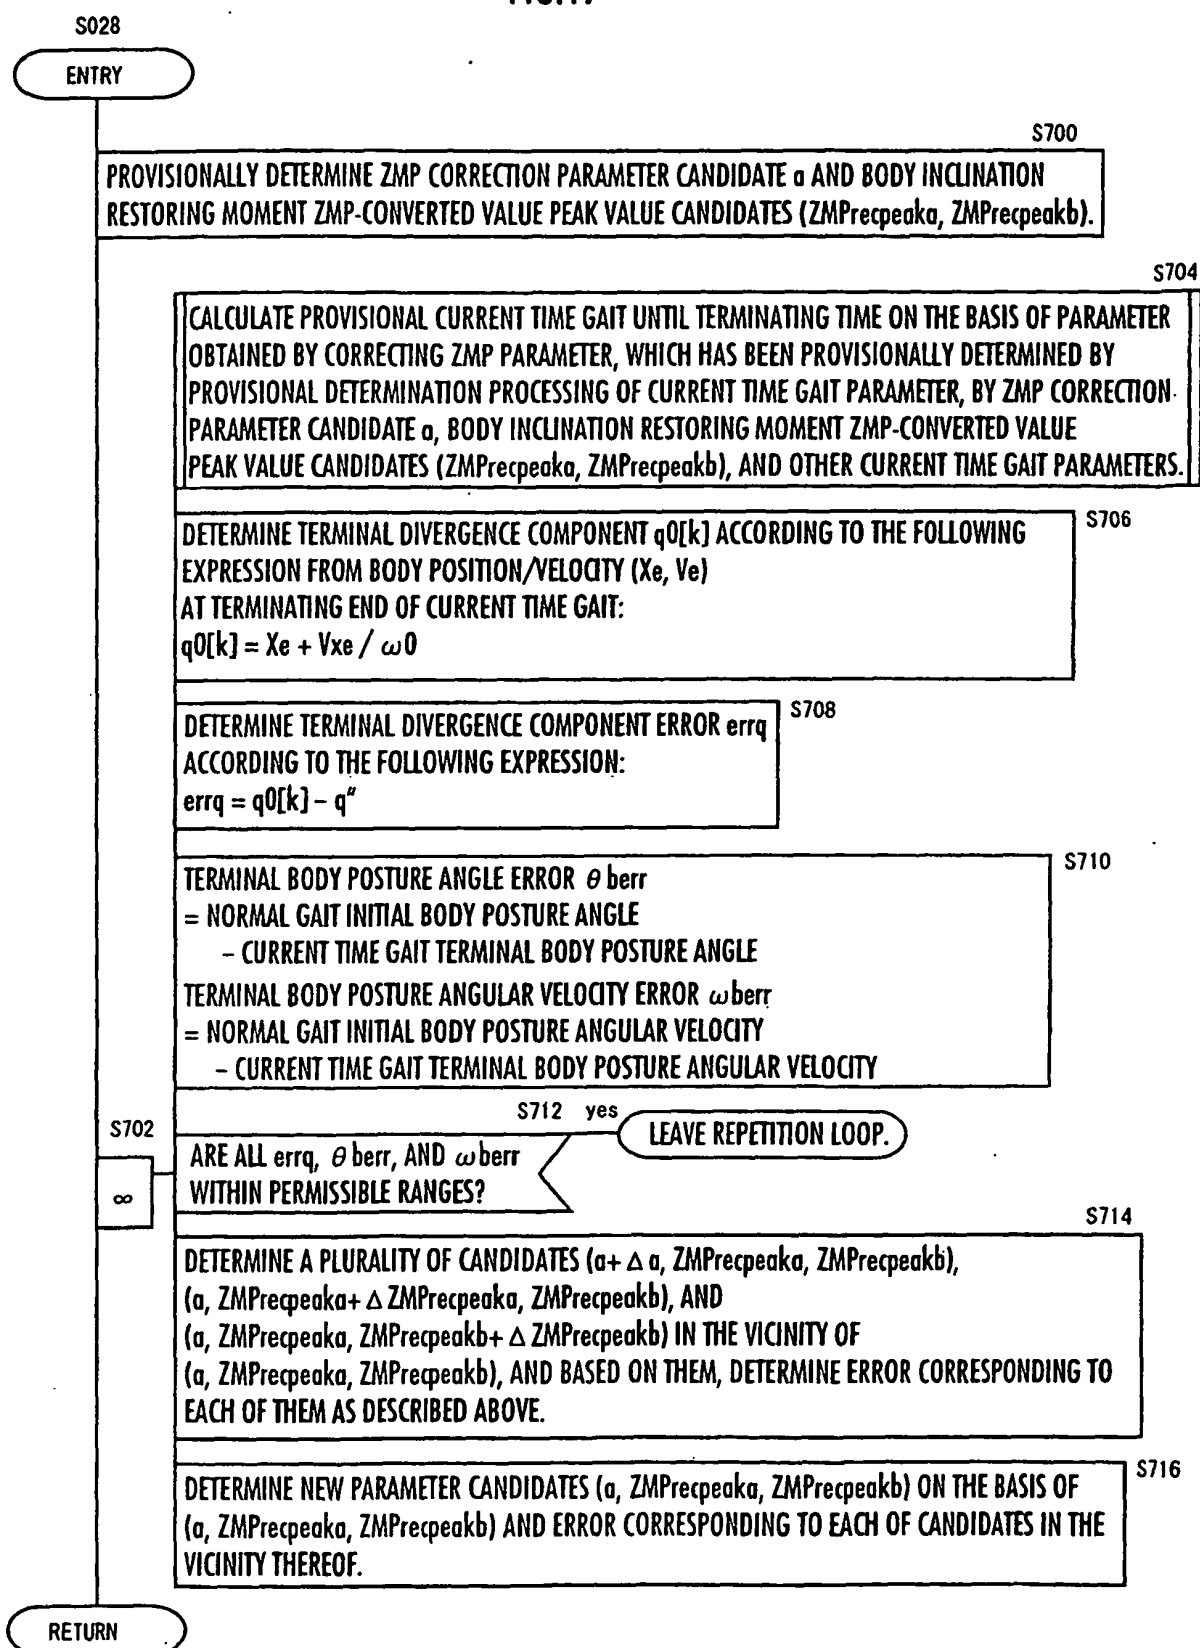 S028
ENTRY
S700
PROVISIONALLY DETERMINE ZMP CORRECTION PARAMETER CANDIDATE a AND BODY INCLINATION
RESTORING MOMENT ZMP-CONVERTED VALUE PEAK VALUE CANDIDATES (ZMPrecpeaka, ZMPrecpeakb).
S704
CALCULATE PROVISIONAL CURRENT TIME GAIT UNTIL TERMINATING TIME ON THE BASIS OF PARAMETER
OBTAINED BY CORRECTING ZMP PARAMETER, WHICH HAS BEEN PROVISIONALLY DETERMINED BY
PROVISIONAL DETERMINATION PROCESSING OF CURRENT TIME GAIT PARAMETER, BY ZMP CORRECTION
PARAMETER CANDIDATE a, BODY INCLINATION RESTORING MOMENT ZMP-CONVERTED VALUE
PEAK VALUE CANDIDATES (ZMPrecpeaka, ZMPrecpeakb), AND OTHER CURRENT TIME GAIT PARAMETERS.
S706
DETERMINE TERMINAL DIVERGENCE COMPONENT q0[k] ACCORDING TO THE FOLLOWING
EXPRESSION FROM BODY POSITION/VELOCITY (Xe, Ve)
AT TERMINATING END OF CURRENT TIME GAIT:
q0[k] = Xe + Vxe / ω0
S708
DETERMINE TERMINAL DIVERGENCE COMPONENT ERROR errq
ACCORDING TO THE FOLLOWING EXPRESSION:
errq = q0[k] – q"
S710
TERMINAL BODY POSTURE ANGLE ERROR θ berr
= NORMAL GAIT INITIAL BODY POSTURE ANGLE
– CURRENT TIME GAIT TERMINAL BODY POSTURE ANGLE
TERMINAL BODY POSTURE ANGULAR VELOCITY ERROR ω berr
= NORMAL GAIT INITIAL BODY POSTURE ANGULAR VELOCITY
– CURRENT TIME GAIT TERMINAL BODY POSTURE ANGULAR VELOCITY
S702
∞
S712 yes
LEAVE REPETITION LOOP.
ARE ALL errq, θ berr, AND ω berr
WITHIN PERMISSIBLE RANGES?
S714
DETERMINE A PLURALITY OF CANDIDATES (a+ Δ a, ZMPrecpeaka, ZMPrecpeakb),
(a, ZMPrecpeaka+ Δ ZMPrecpeaka, ZMPrecpeakb), AND
(a, ZMPrecpeaka, ZMPrecpeakb+ Δ ZMPrecpeakb) IN THE VICINITY OF
(a, ZMPrecpeaka, ZMPrecpeakb), AND BASED ON THEM, DETERMINE ERROR CORRESPONDING TO
EACH OF THEM AS DESCRIBED ABOVE.
S716
DETERMINE NEW PARAMETER CANDIDATES (a, ZMPrecpeaka, ZMPrecpeakb) ON THE BASIS OF
(a, ZMPrecpeaka, ZMPrecpeakb) AND ERROR CORRESPONDING TO EACH OF CANDIDATES IN THE
VICINITY THEREOF.
RETURN